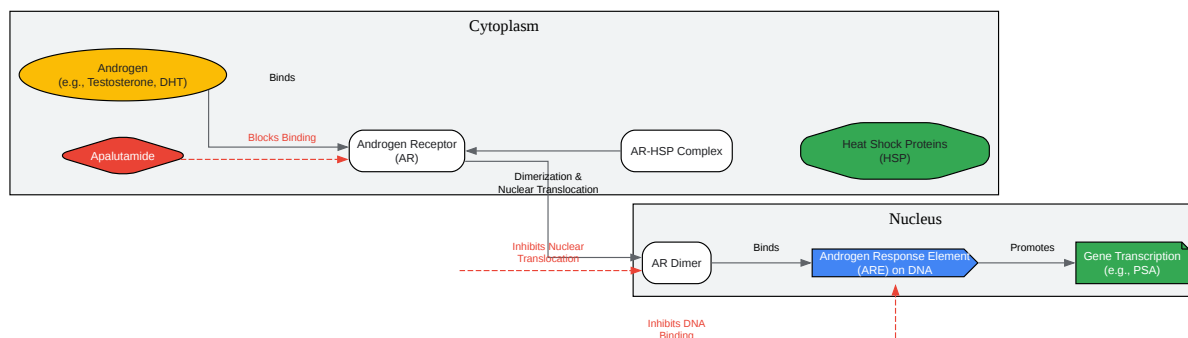 Cytoplasm
Androgen
(e.g., Testosterone, DHT)
Binds
Blocks Binding
Apalutamide
Androgen Receptor
(AR)
AR-HSP Complex
Heat Shock Proteins
(HSP)
Dimerization &
Nuclear Translocation
Nucleus
Inhibits Nuclear
Translocation
AR Dimer
Binds
Androgen Response Element
(ARE) on DNA
Promotes
Gene Transcription
(e.g., PSA)
Inhibits DNA
Binding